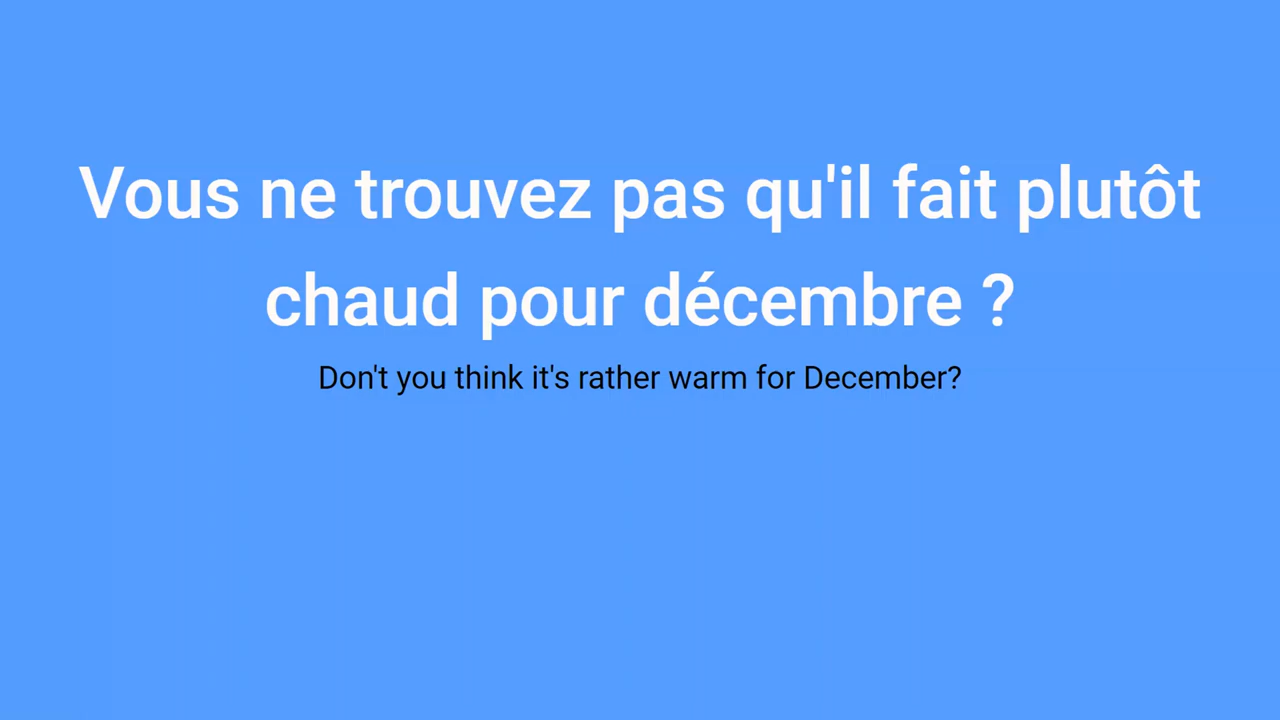 Vous ne trouvez pas qu'il fait plutôt
chaud pour décembre ?
Don't you think it's rather warm for December?